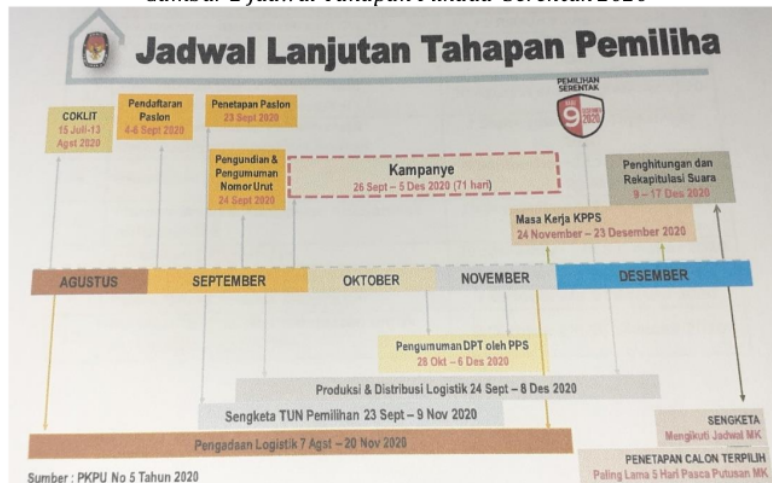 Gambar 2 Jadwal Tahapan Pilkada Serentak 2020
Jadwal Lanjutan Tahapan Pemiliha
PEMILIHAN
SERENTAK
9
2020
COKLIT
15 Juli-13
Agst 2020
Pendaftaran
Paslon
4-6 Sept 2020
Penetapan Paslon
23 Sept 2020
Pengundian &
Pengumuman
Nomor Urut
24 Sept 2020
Kampanye
26 Sept – 5 Des 2020 (71 hari)
Penghitungan dan
Rekapitulasi Suara
9 – 17 Des 2020
Masa Kerja KPPS
24 November – 23 Desember 2020
AGUSTUS
SEPTEMBER
OKTOBER
NOVEMBER
DESEMBER
Pengumuman DPT oleh PPS
28 Okt – 6 Des 2020
Produksi & Distribusi Logistik 24 Sept – 8 Des 2020
Sengketa TUN Pemilihan 23 Sept – 9 Nov 2020
Pengadaan Logistik 7 Agst – 20 Nov 2020
SENGKETA
Mengikuti Jadwal MK
PENETAPAN CALON TERPILIH
Paling Lama 5 Hari Pasca Putusan MK
Sumber : PKPU No 5 Tahun 2020